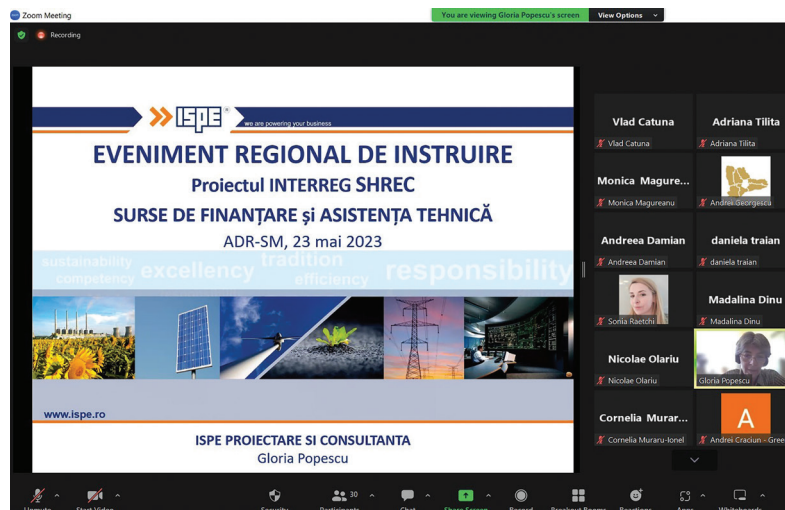 Zoom Meeting
You are viewing Gloria Popescu's screen
View Options
Recording
ISPE
we are powering your business
EVENIMENT REGIONAL DE INSTRUIRE
Proiectul INTERREG SHREC
SURSE DE FINANȚARE și ASISTENȚA TEHNICĂ
ADR-SM, 23 mai 2023
sustainability
competency
excellency
tradition
efficiency
responsibility
www.ispe.ro
ISPE PROIECTARE SI CONSULTANTA
Gloria Popescu
Vlad Catuna
Vlad Catuna
Adriana Tilita
Adriana Tilita
Monica Magure...
Monica Magureanu
Andrei Georgescu
Andreea Damian
Andreea Damian
daniela traian
daniela traian
Sonia Raetchi
Madalina Dinu
Madalina Dinu
Nicolae Olariu
Nicolae Olariu
Gloria Popescu
Cornelia Murar...
Cornelia Muraru-Ionel
A
Andrei Craciun - Gree
Unmute
Start Video
Security
Participants
30
Chat
Share Screen
Record
Breakout Rooms
Reactions
Apps
Whiteboards